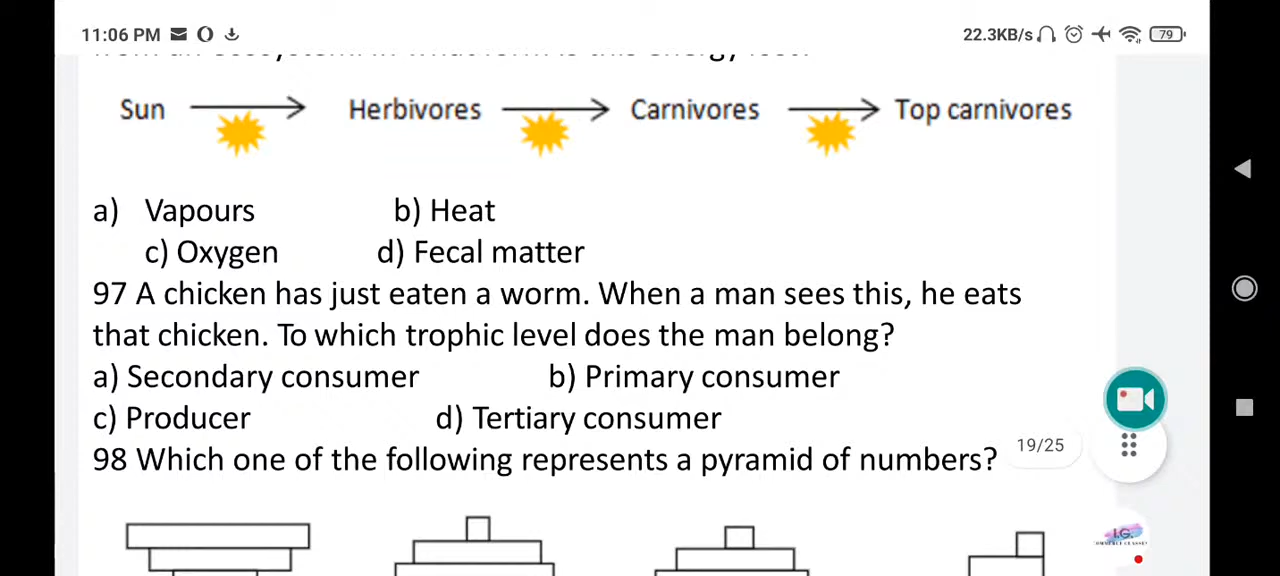 11:06 PM 22.3KB/s 79
Sun Herbivores Carnivores Top carnivores
a) Vapours b) Heat
c) Oxygen d) Fecal matter
97 A chicken has just eaten a worm. When a man sees this, he eats
that chicken. To which trophic level does the man belong?
a) Secondary consumer b) Primary consumer
c) Producer d) Tertiary consumer
98 Which one of the following represents a pyramid of numbers?
19/25
I.G.